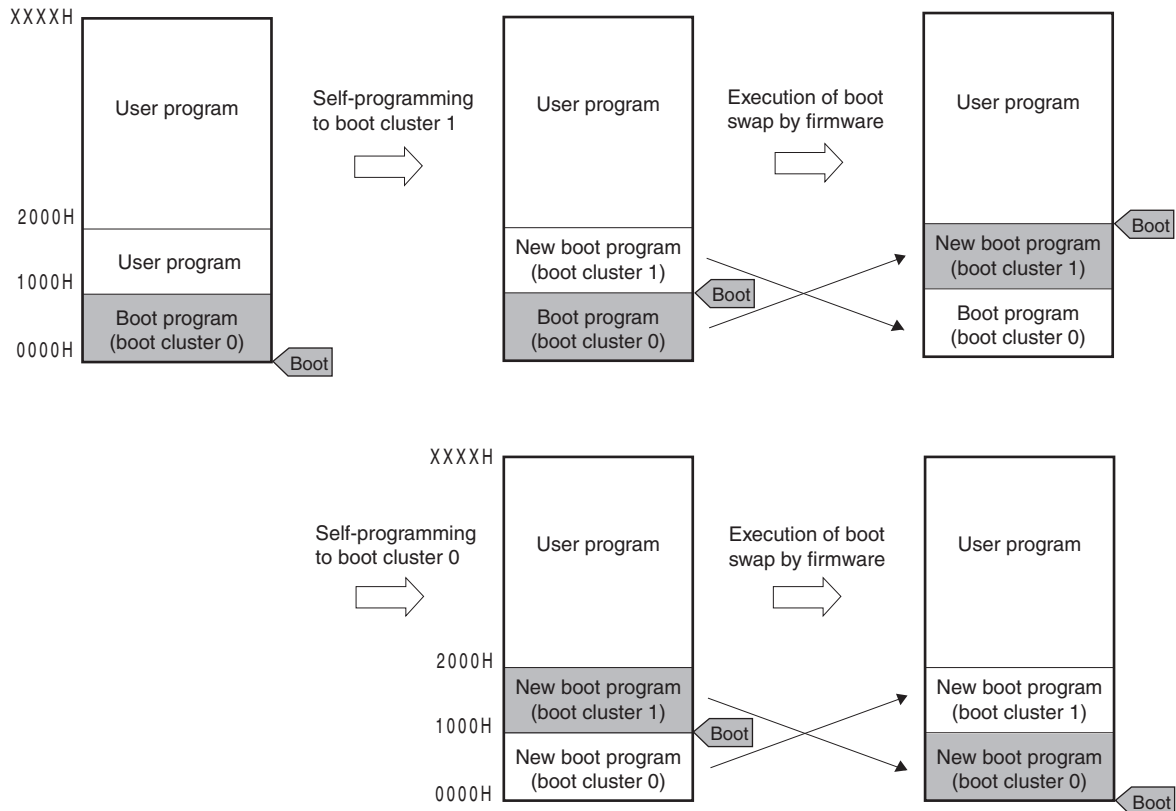 XXXXH
User program
2000H
User program
1000H
Boot program
(boot cluster 0)
0000H
Boot
Self-programming
to boot cluster 1
User program
New boot program
(boot cluster 1)
Boot
Boot program
(boot cluster 0)
Execution of boot
swap by firmware
User program
Boot
New boot program
(boot cluster 1)
Boot program
(boot cluster 0)
Self-programming
to boot cluster 0
XXXXH
User program
2000H
New boot program
(boot cluster 1)
1000H
Boot
New boot program
(boot cluster 0)
0000H
Execution of boot
swap by firmware
User program
New boot program
(boot cluster 1)
New boot program
(boot cluster 0)
Boot